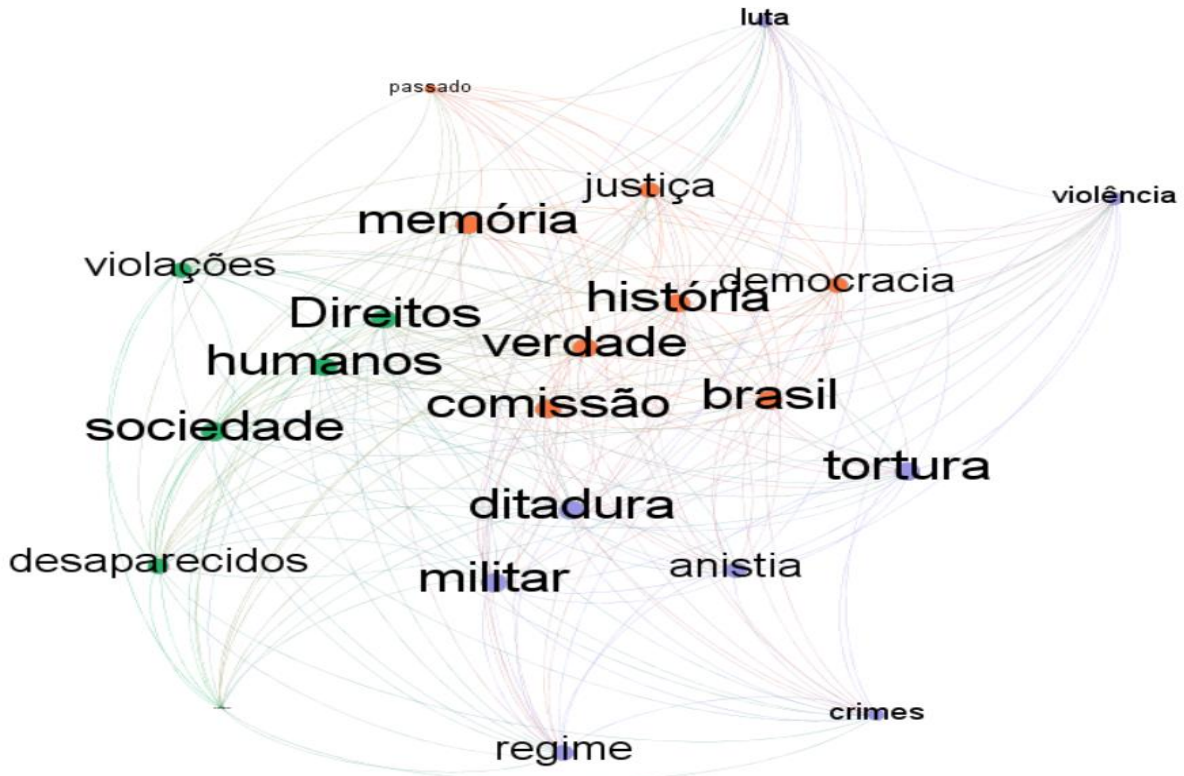 luta
passado
justiça
violência
memória
violações
democracia
história
Direitos
verdade
humanos
brasil
comissão
sociedade
tortura
ditadura
desaparecidos
anistia
militar
crimes
regime